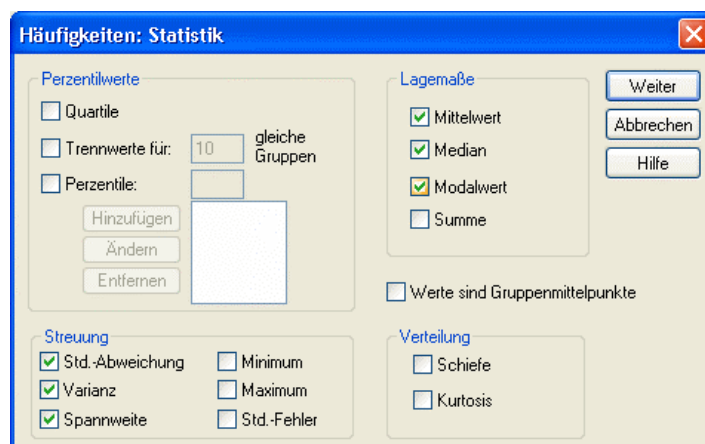 Häufigkeiten: Statistik
Perzentilwerte
Quartile
Trennwerte für: 10 gleiche Gruppen
Perzentile:
Hinzufügen
Ändern
Entfernen
Lagemaße
Mittelwert
Median
Modalwert
Summe
Weiter
Abbrechen
Hilfe
Werte sind Gruppenmittelpunkte
Streuung
Std.-Abweichung Minimum
Varianz Maximum
Spannweite Std.-Fehler
Verteilung
Schiefe
Kurtosis